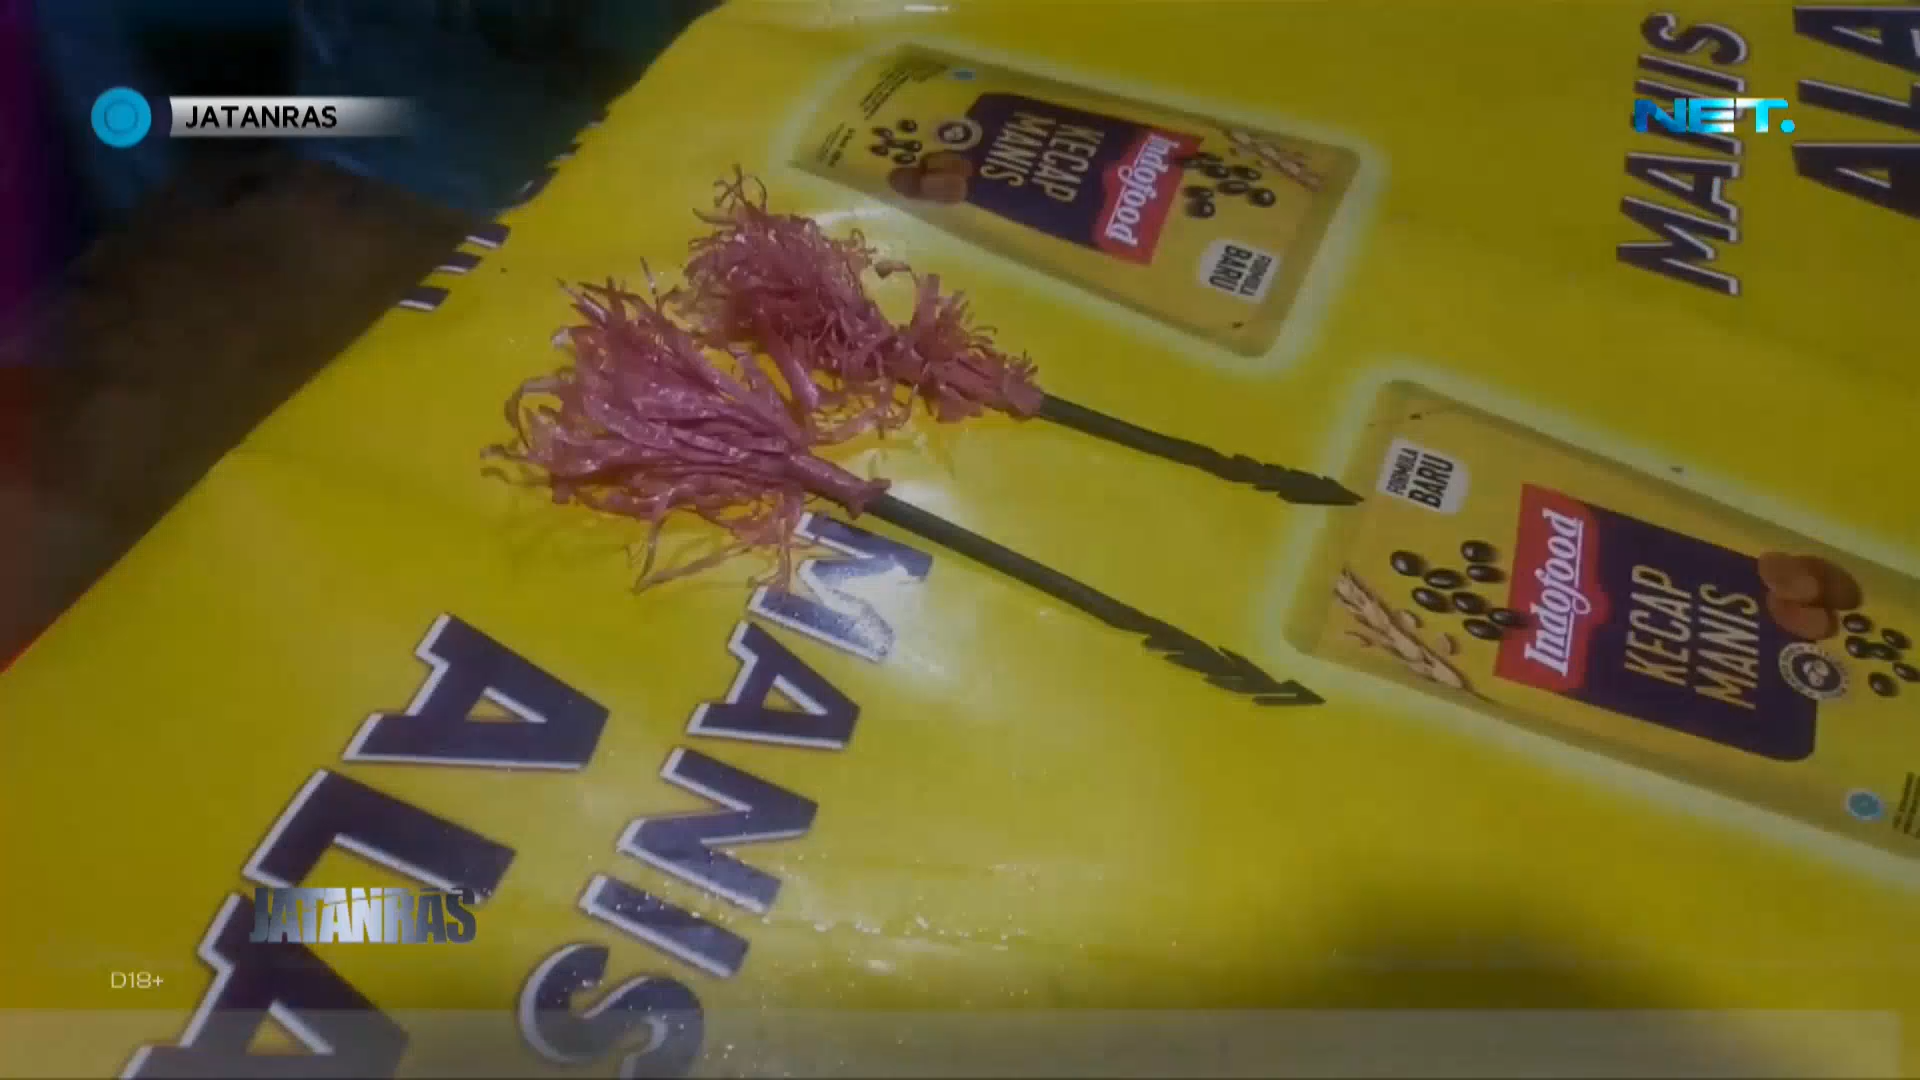 JATANRAS
NET.
MANIS
ALA
KECAP
MANIS
Indofood
FORMULA
BARU
FORMULA
BARU
Indofood
KECAP
MANIS
MANIS
ALA
JATANRAS
D18+